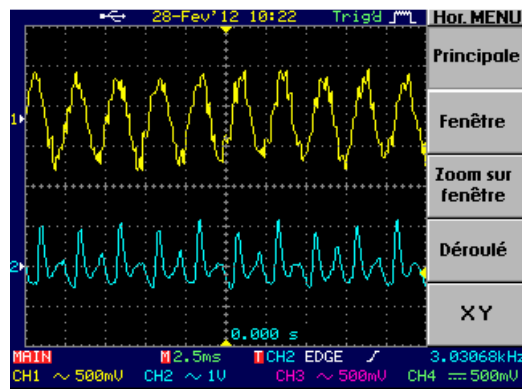 28-Fev'12 10:22 Trig'd Hor. MENU
Principale
Fenêtre
Zoom sur
fenêtre
Déroulé
XY
1
2
0.000 s
MAIN M 2.5ms T CH2 EDGE 3.03068kHz
CH1 ~ 500mV CH2 ~ 1V CH3 ~ 500mV CH4 500mV